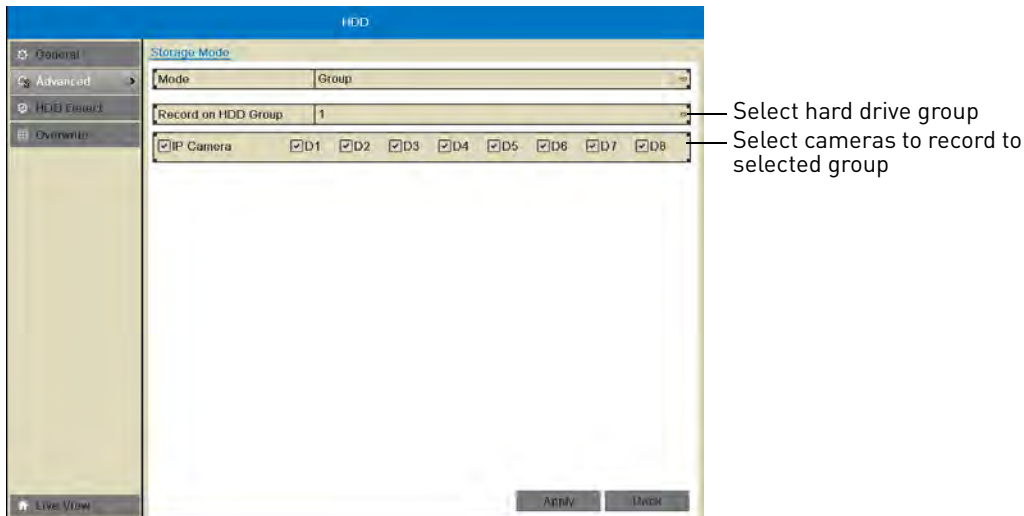 HDD
General
Storage Mode
Advanced
Mode Group
HDD Detect
Record on HDD Group 1
Select hard drive group
Overwrite
IP Camera D1 D2 D3 D4 D5 D6 D7 D8
Select cameras to record to
selected group
Live View
Apply Back